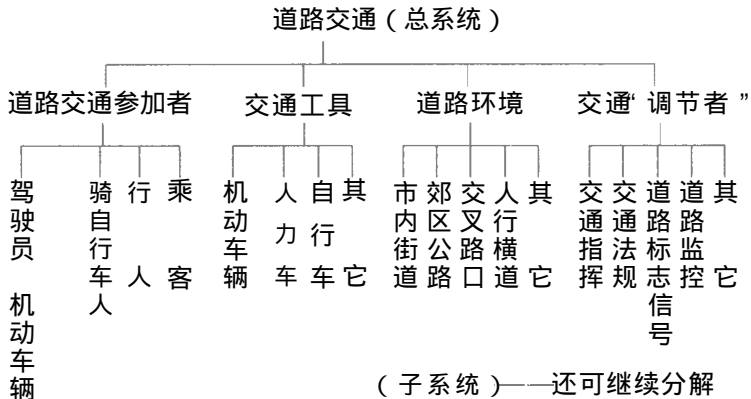 道路交通（总系统）
道路交通参加者
交通工具
道路环境
交通“调节者”
驾驶员 机动车辆
骑自行车人
行人
乘客
机动车辆
人力车
自行车
其它
市内街道
郊区公路
交叉路口
人行横道
其它
交通指挥
交通法规
道路标志信号
道路监控
其它
（子系统）——还可继续分解